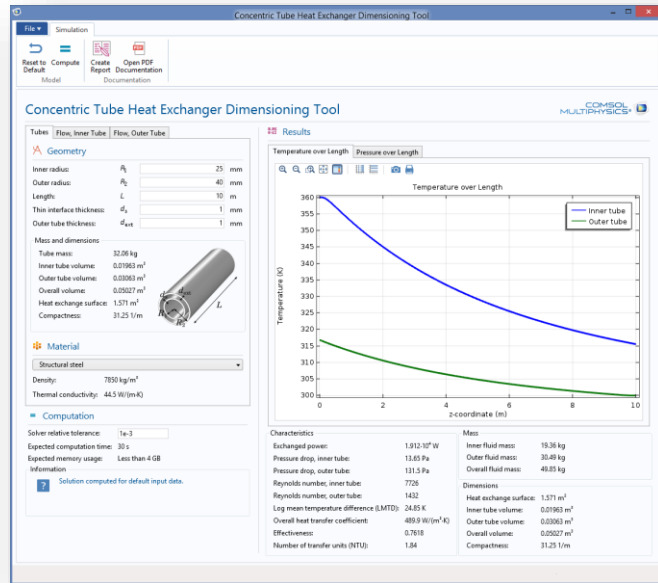 Concentric Tube Heat Exchanger Dimensioning Tool
File ▾ Simulation
Reset to Default
Compute
Create Report
Open PDF Documentation
Model
Documentation
Concentric Tube Heat Exchanger Dimensioning Tool
COMSOL
MULTIPHYSICS®
Tubes Flow, Inner Tube Flow, Outer Tube
Geometry
Inner radius: R₁ 25 mm
Outer radius: R₂ 40 mm
Length: L 10 m
Thin interface thickness: dₛ 1 mm
Outer tube thickness: d_ext 1 mm
Mass and dimensions
Tube mass: 32.06 kg
Inner tube volume: 0.01963 m³
Outer tube volume: 0.03063 m³
Overall volume: 0.05027 m³
Heat exchange surface: 1.571 m²
Compactness: 31.25 1/m
L
R₂
Material
Structural steel
Density: 7850 kg/m³
Thermal conductivity: 44.5 W/(m·K)
Computation
Solver relative tolerance: 1e-3
Expected computation time: 30 s
Expected memory usage: Less than 4 GB
Information
Solution computed for default input data.
Results
Temperature over Length Pressure over Length
Temperature over Length
Inner tube
Outer tube
Temperature (K)
360
355
350
345
340
335
330
325
320
315
310
305
300
0 2 4 6 8 10
z-coordinate (m)
Characteristics
Exchanged power: 1.912·10⁴ W
Pressure drop, inner tube: 13.65 Pa
Pressure drop, outer tube: 131.5 Pa
Reynolds number, inner tube: 7726
Reynolds number, outer tube: 1432
Log mean temperature difference (LMTD): 24.85 K
Overall heat transfer coefficient: 489.9 W/(m²·K)
Effectiveness: 0.7618
Number of transfer units (NTU): 1.84
Mass
Inner fluid mass: 19.36 kg
Outer fluid mass: 30.49 kg
Overall fluid mass: 49.85 kg
Dimensions
Heat exchange surface: 1.571 m²
Inner tube volume: 0.01963 m³
Outer tube volume: 0.03063 m³
Overall volume: 0.05027 m³
Compactness: 31.25 1/m